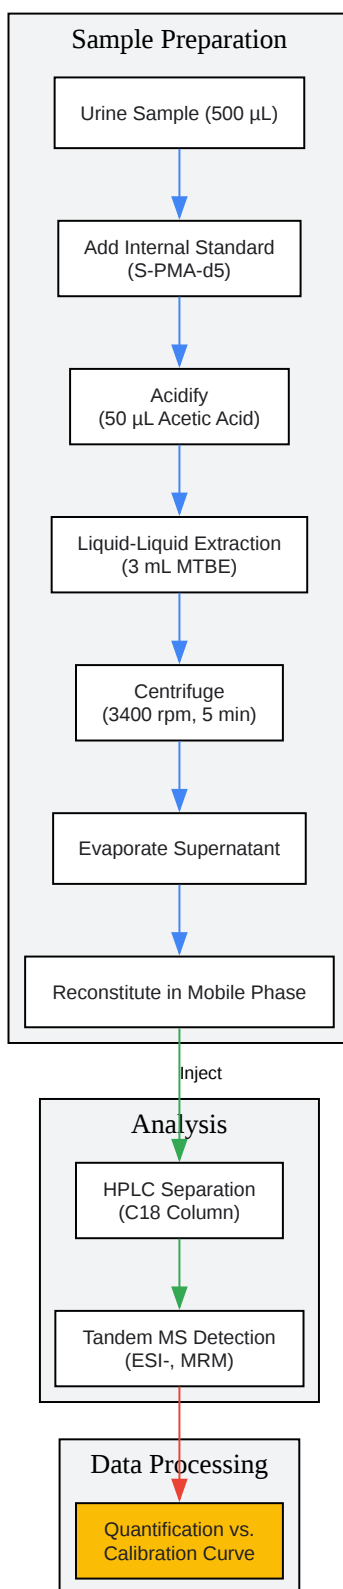 Sample Preparation
Urine Sample (500 µL)
Add Internal Standard
(S-PMA-d5)
Acidify
(50 µL Acetic Acid)
Liquid-Liquid Extraction
(3 mL MTBE)
Centrifuge
(3400 rpm, 5 min)
Evaporate Supernatant
Reconstitute in Mobile Phase
Inject
Analysis
HPLC Separation
(C18 Column)
Tandem MS Detection
(ESI-, MRM)
Data Processing
Quantification vs.
Calibration Curve